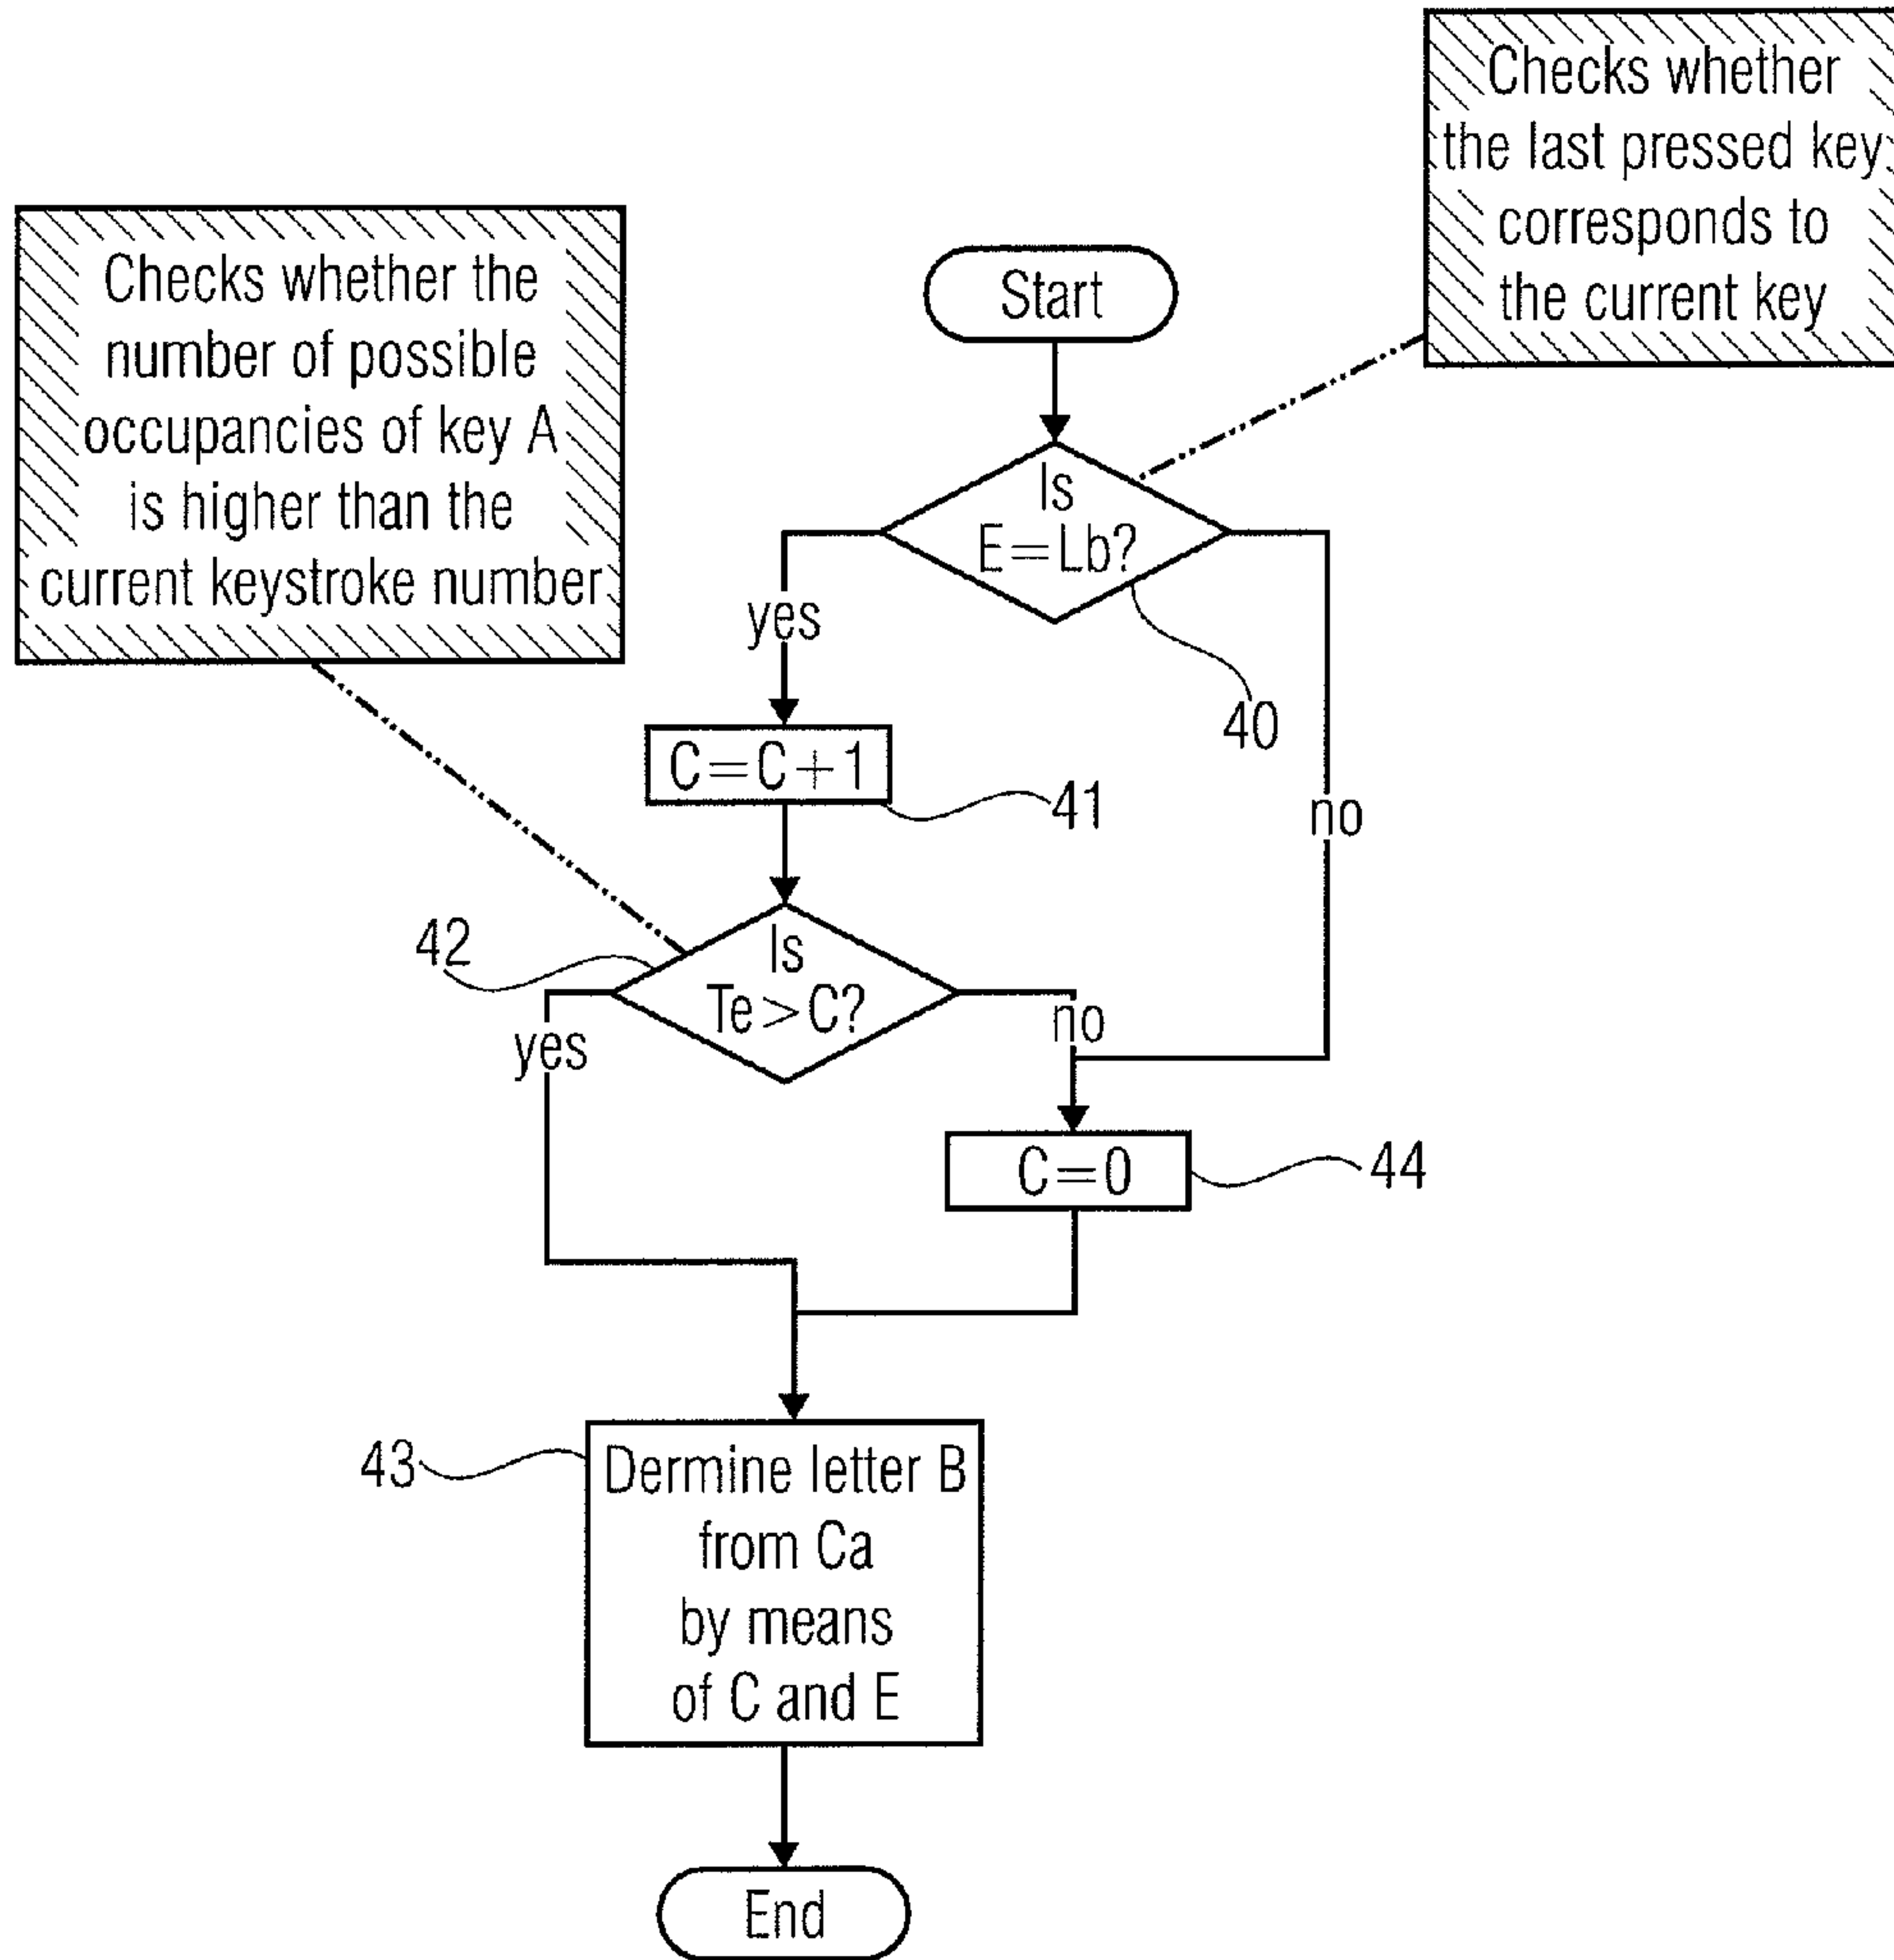 Checks whether
the last pressed key
corresponds to
the current key
Checks whether the
number of possible
occupancies of key A
is higher than the
current keystroke number
Start
Is
E=Lb?
yes
40
C=C+1
41
no
42
Is
Te>C?
yes
no
C=0
44
43
Dermine letter B
from Ca
by means
of C and E
End